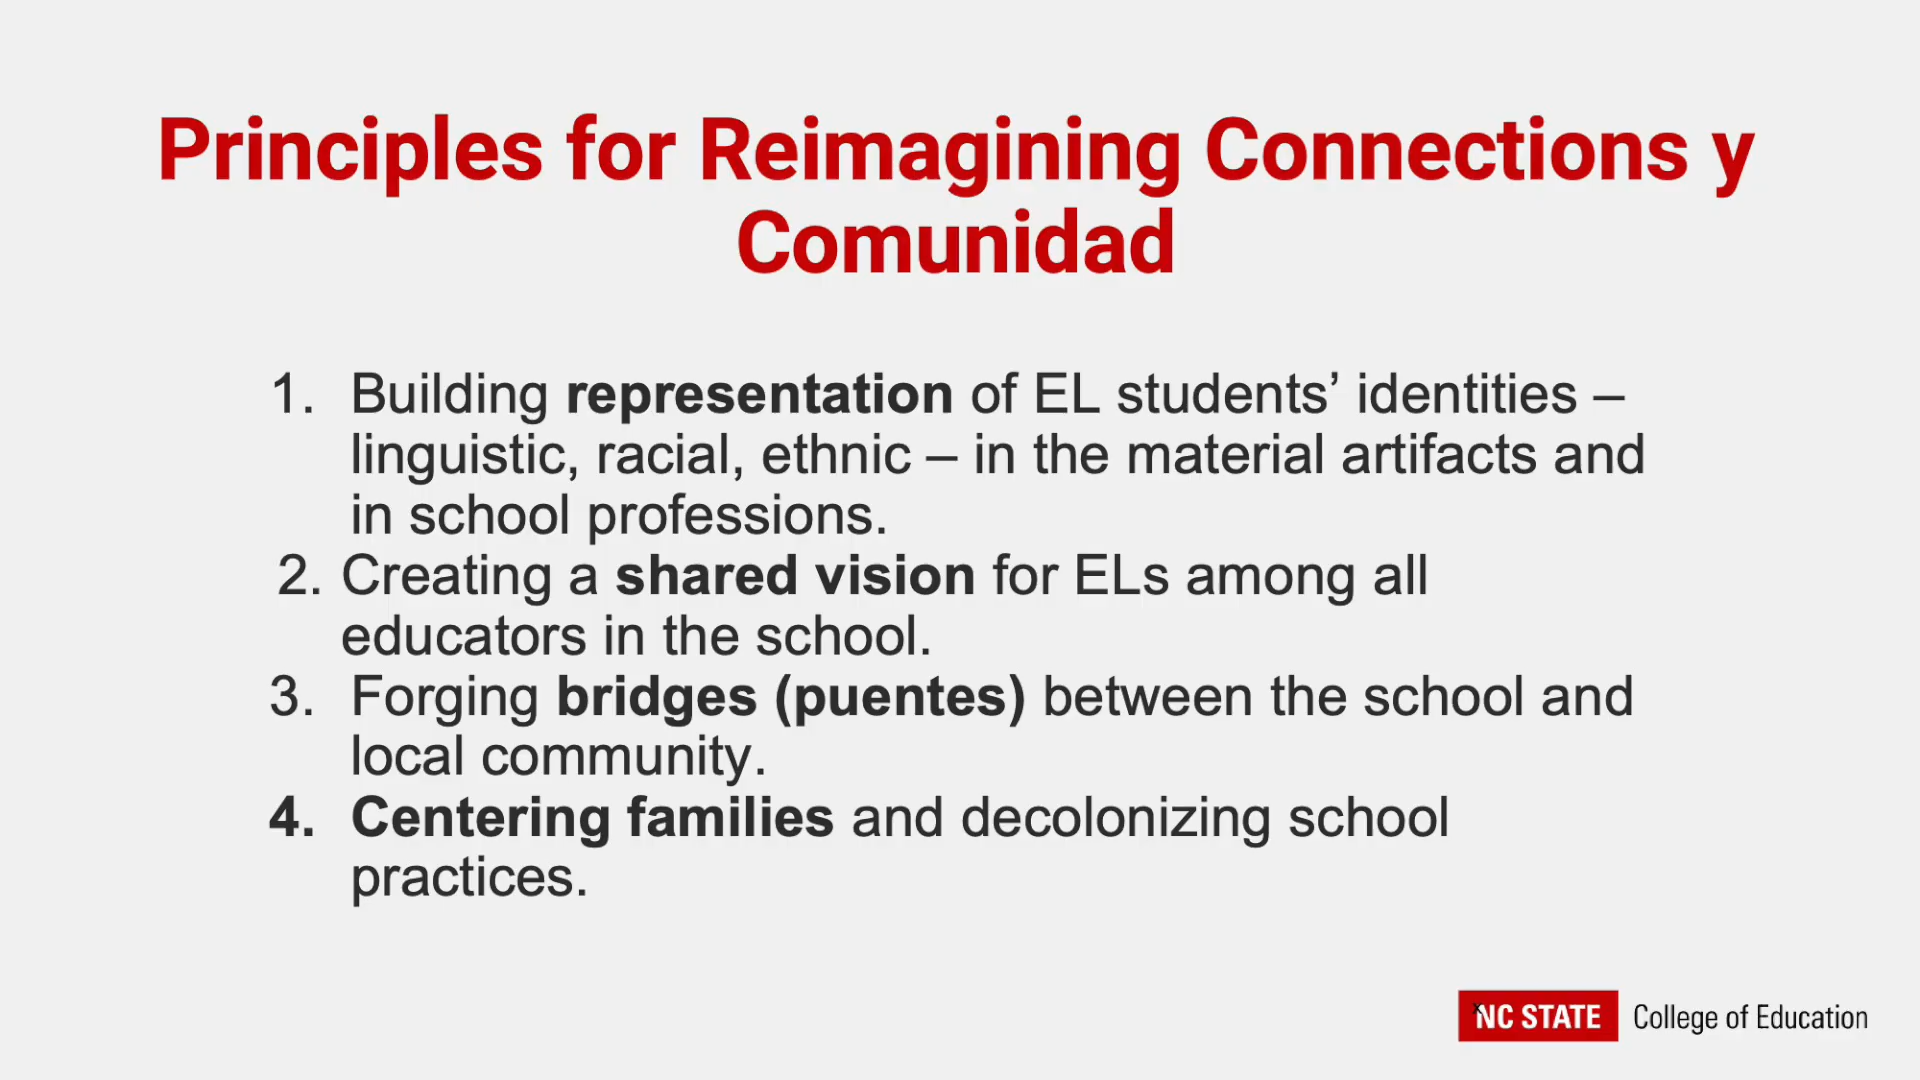 Principles for Reimagining Connections y
Comunidad
1. Building representation of EL students’ identities –
linguistic, racial, ethnic – in the material artifacts and
in school professions.
2. Creating a shared vision for ELs among all
educators in the school.
3. Forging bridges (puentes) between the school and
local community.
4. Centering families and decolonizing school
practices.
NC STATE College of Education